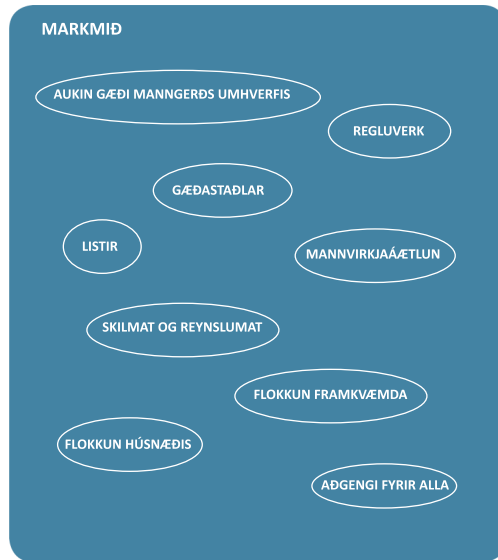 MARKMIÐ
AUKIN GÆÐI MANNGERÐS UMHVERFIS
REGLUVERK
GÆÐASTAÐLAR
LISTIR
MANNVIRKJAÁÆTLUN
SKILMAT OG REYNSLUMAT
FLOKKUN FRAMKVÆMDA
FLOKKUN HÚSNÆÐIS
AÐGENGI FYRIR ALLA